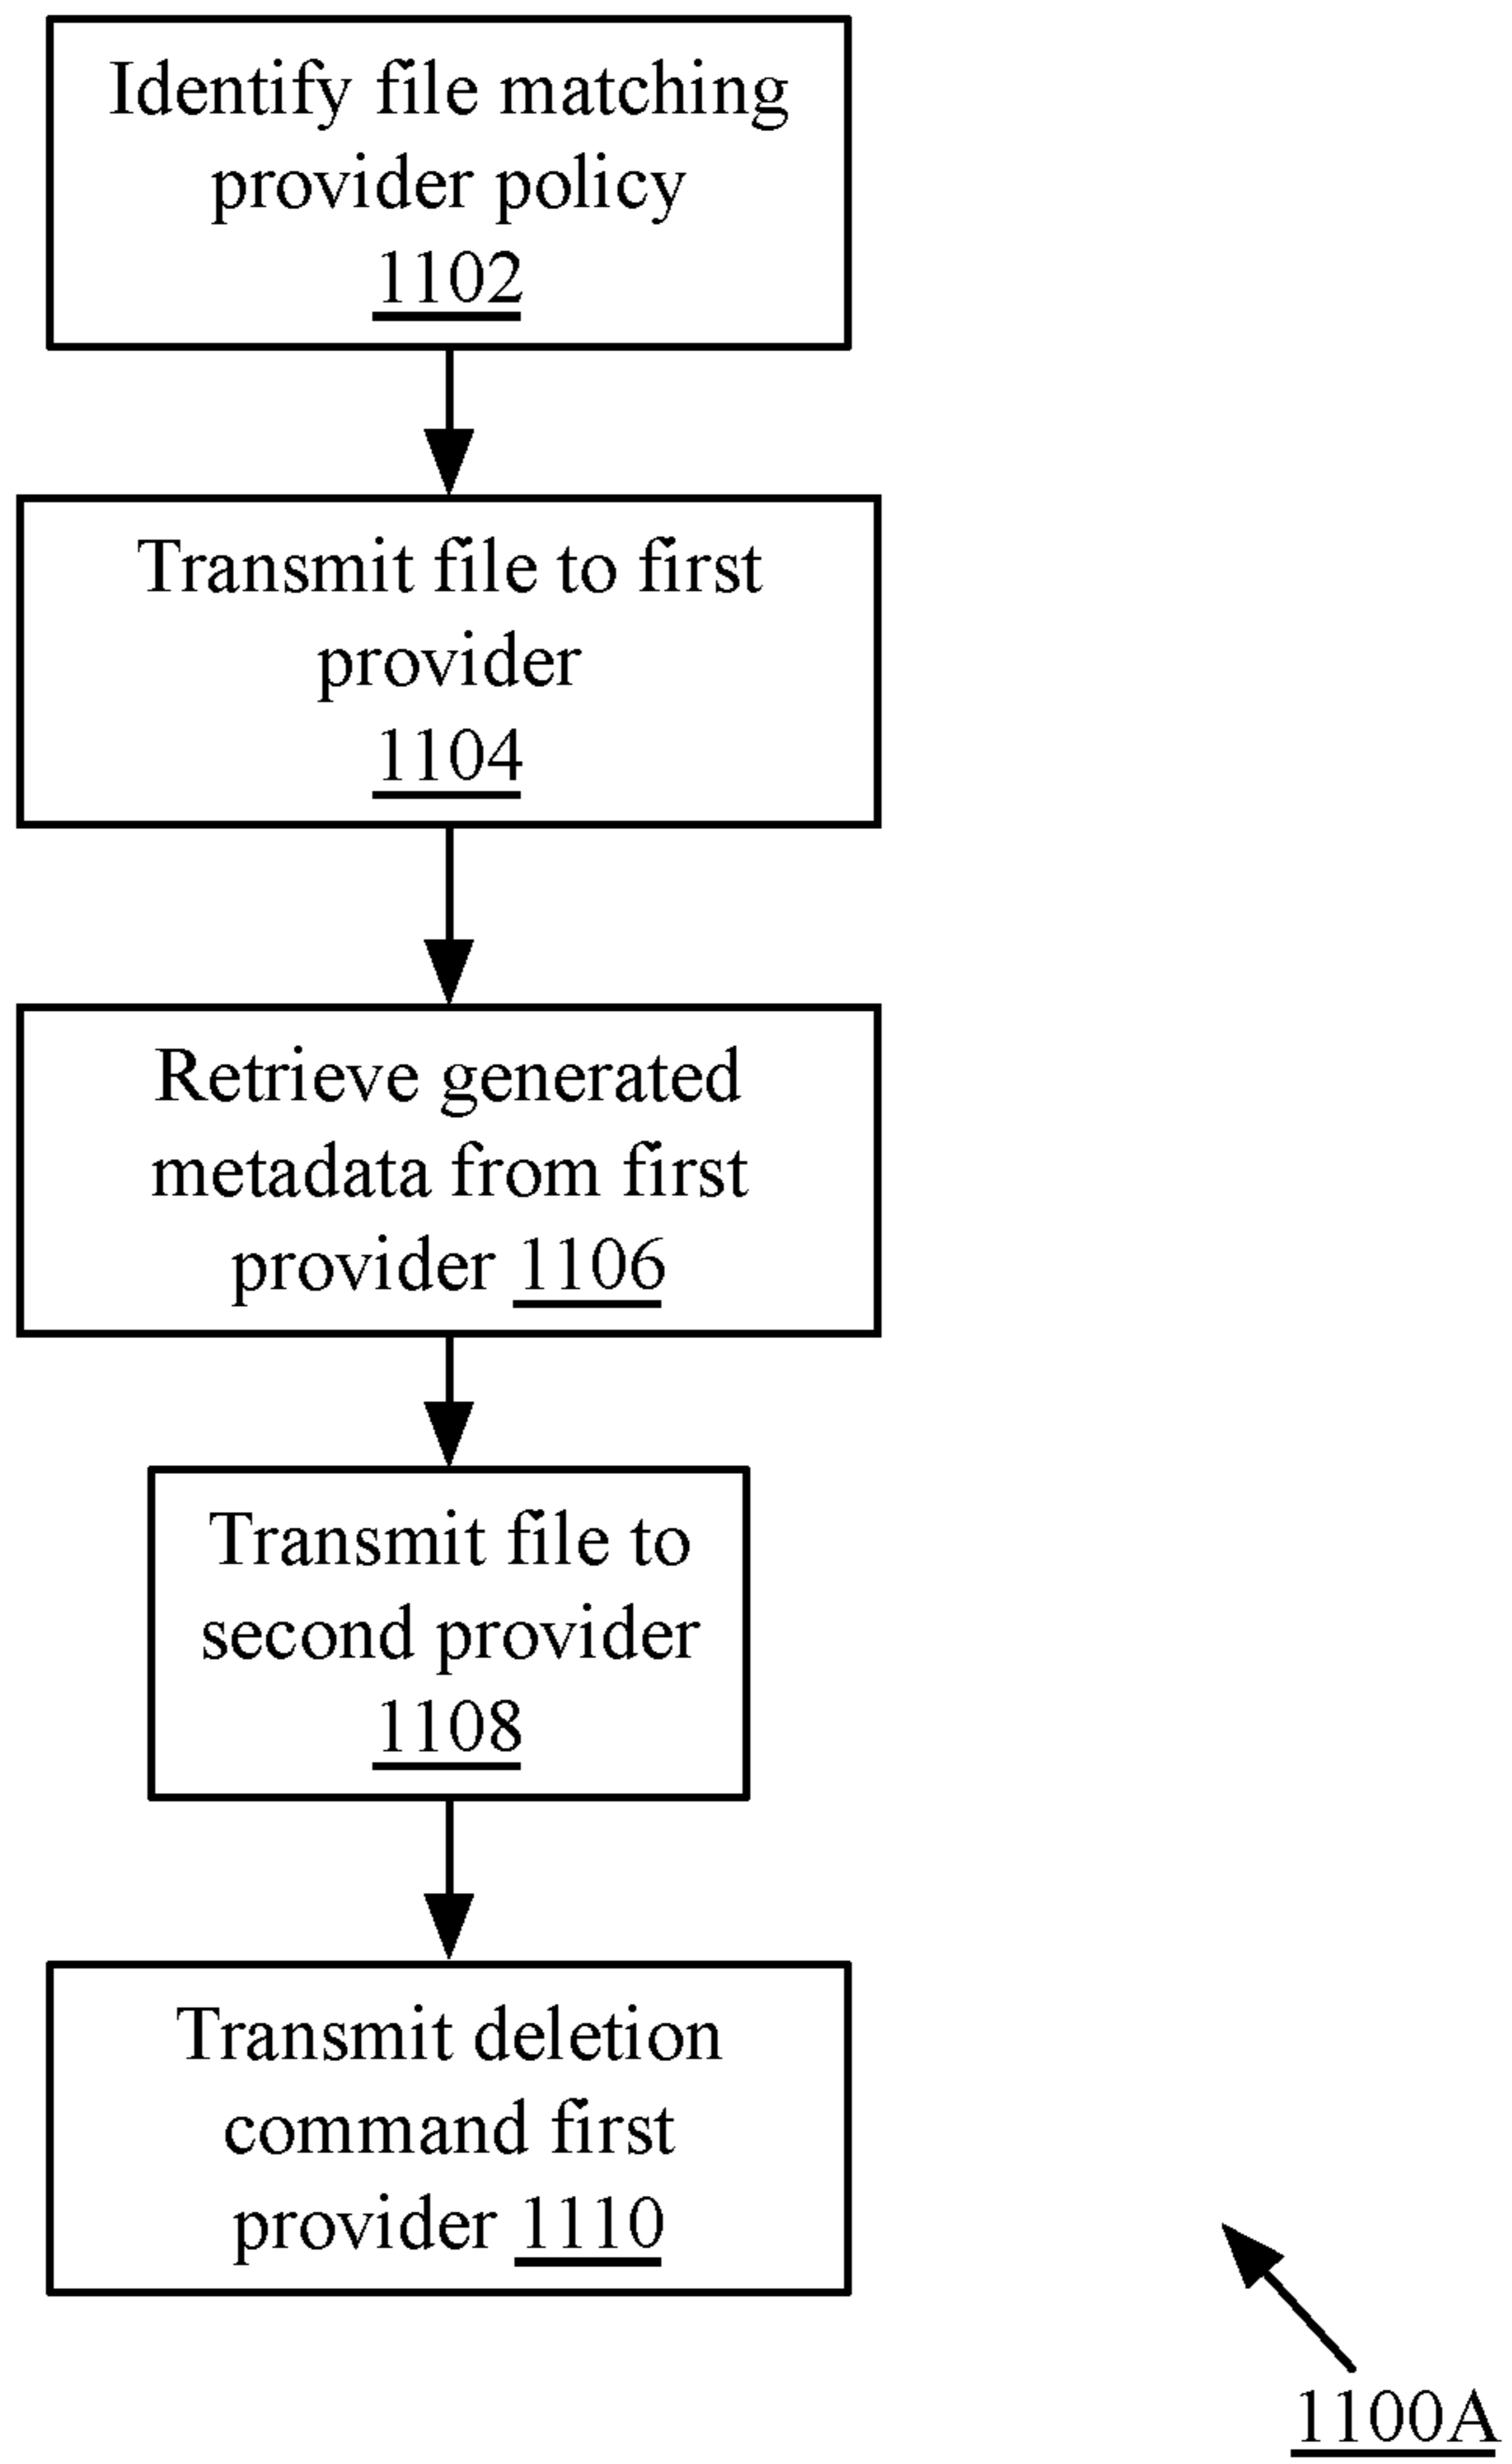 Identify file matching
provider policy
1102
Transmit file to first
provider
1104
Retrieve generated
metadata from first
provider 1106
Transmit file to
second provider
1108
Transmit deletion
command first
provider 1110
1100A